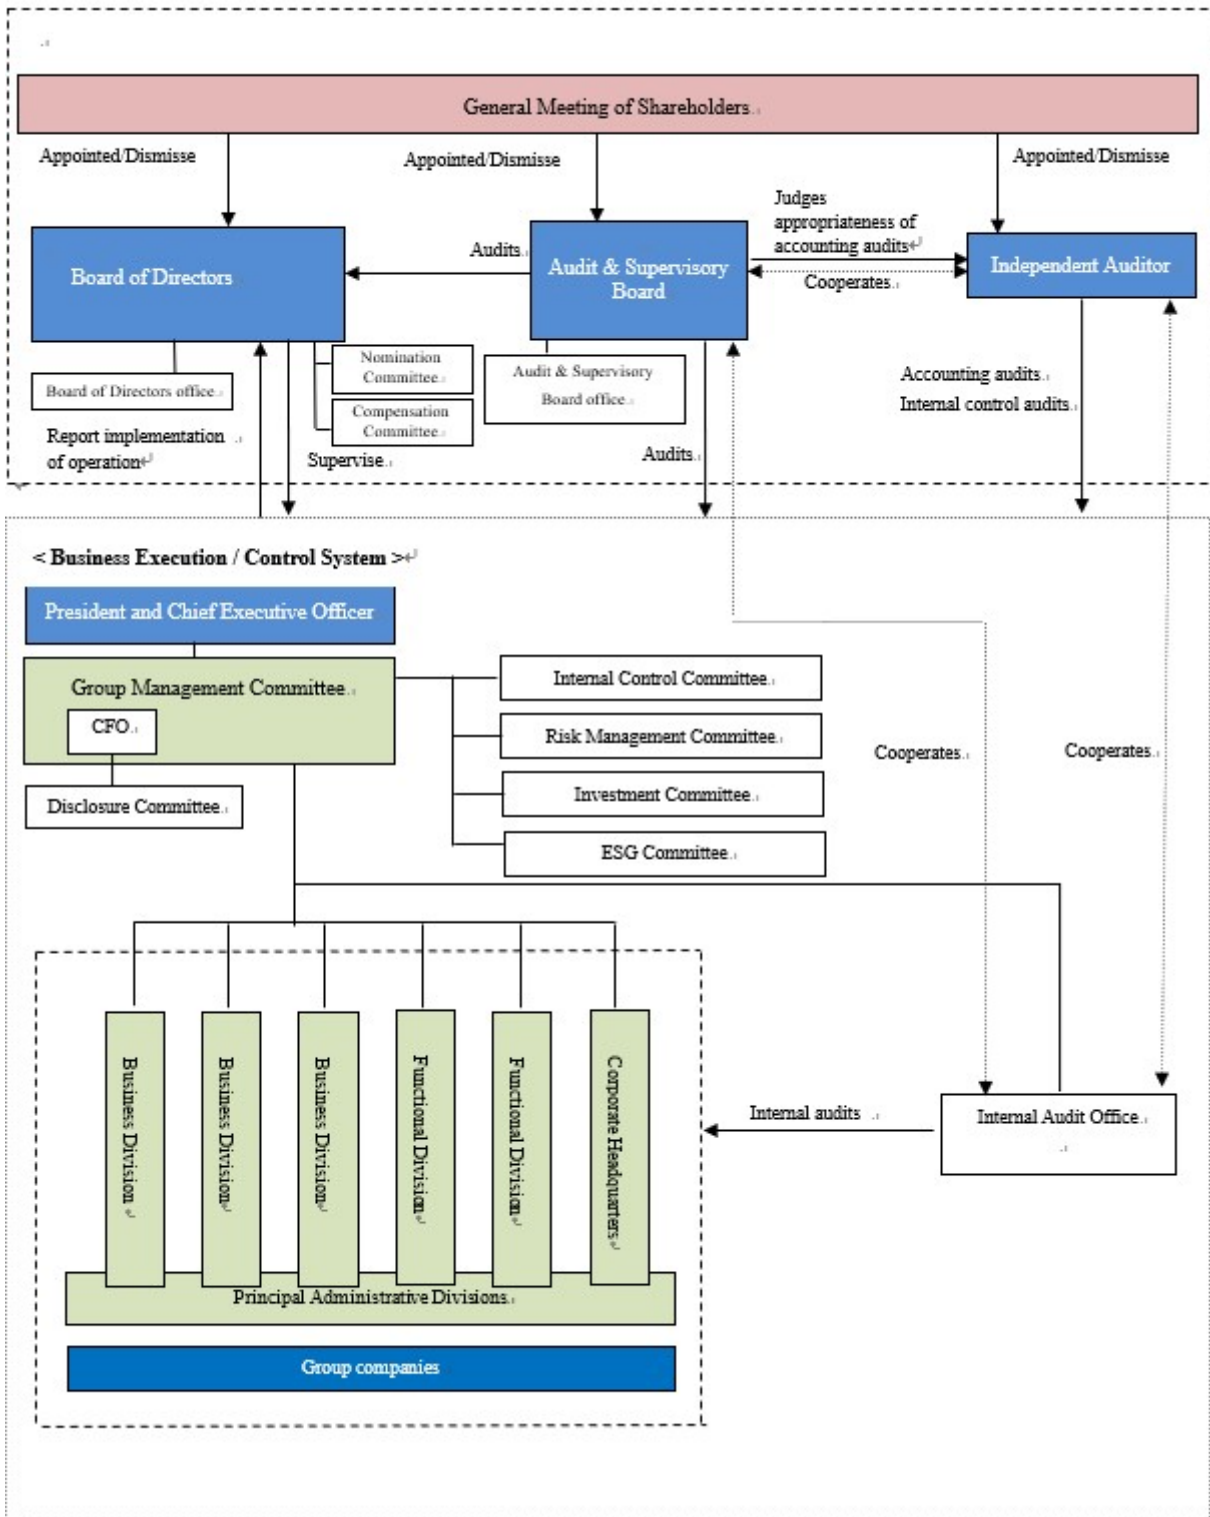 General Meeting of Shareholders
Appointed/Dismisse
Appointed/Dismisse
Appointed/Dismisse
Judges
appropriateness of
accounting audits
Board of Directors
Audits
Audit & Supervisory
Board
Cooperates
Independent Auditor
Board of Directors office
Nomination
Committee
Compensation
Committee
Audit & Supervisory
Board office
Accounting audits
Internal control audits
Report implementation
of operation
Supervise
Audits
< Business Execution / Control System >
President and Chief Executive Officer
Group Management Committee
CFO
Disclosure Committee
Internal Control Committee
Risk Management Committee
Investment Committee
ESG Committee
Cooperates
Cooperates
Business Division
Business Division
Business Division
Functional Division
Functional Division
Corporate Headquarters
Internal audits
Internal Audit Office
Principal Administrative Divisions
Group companies